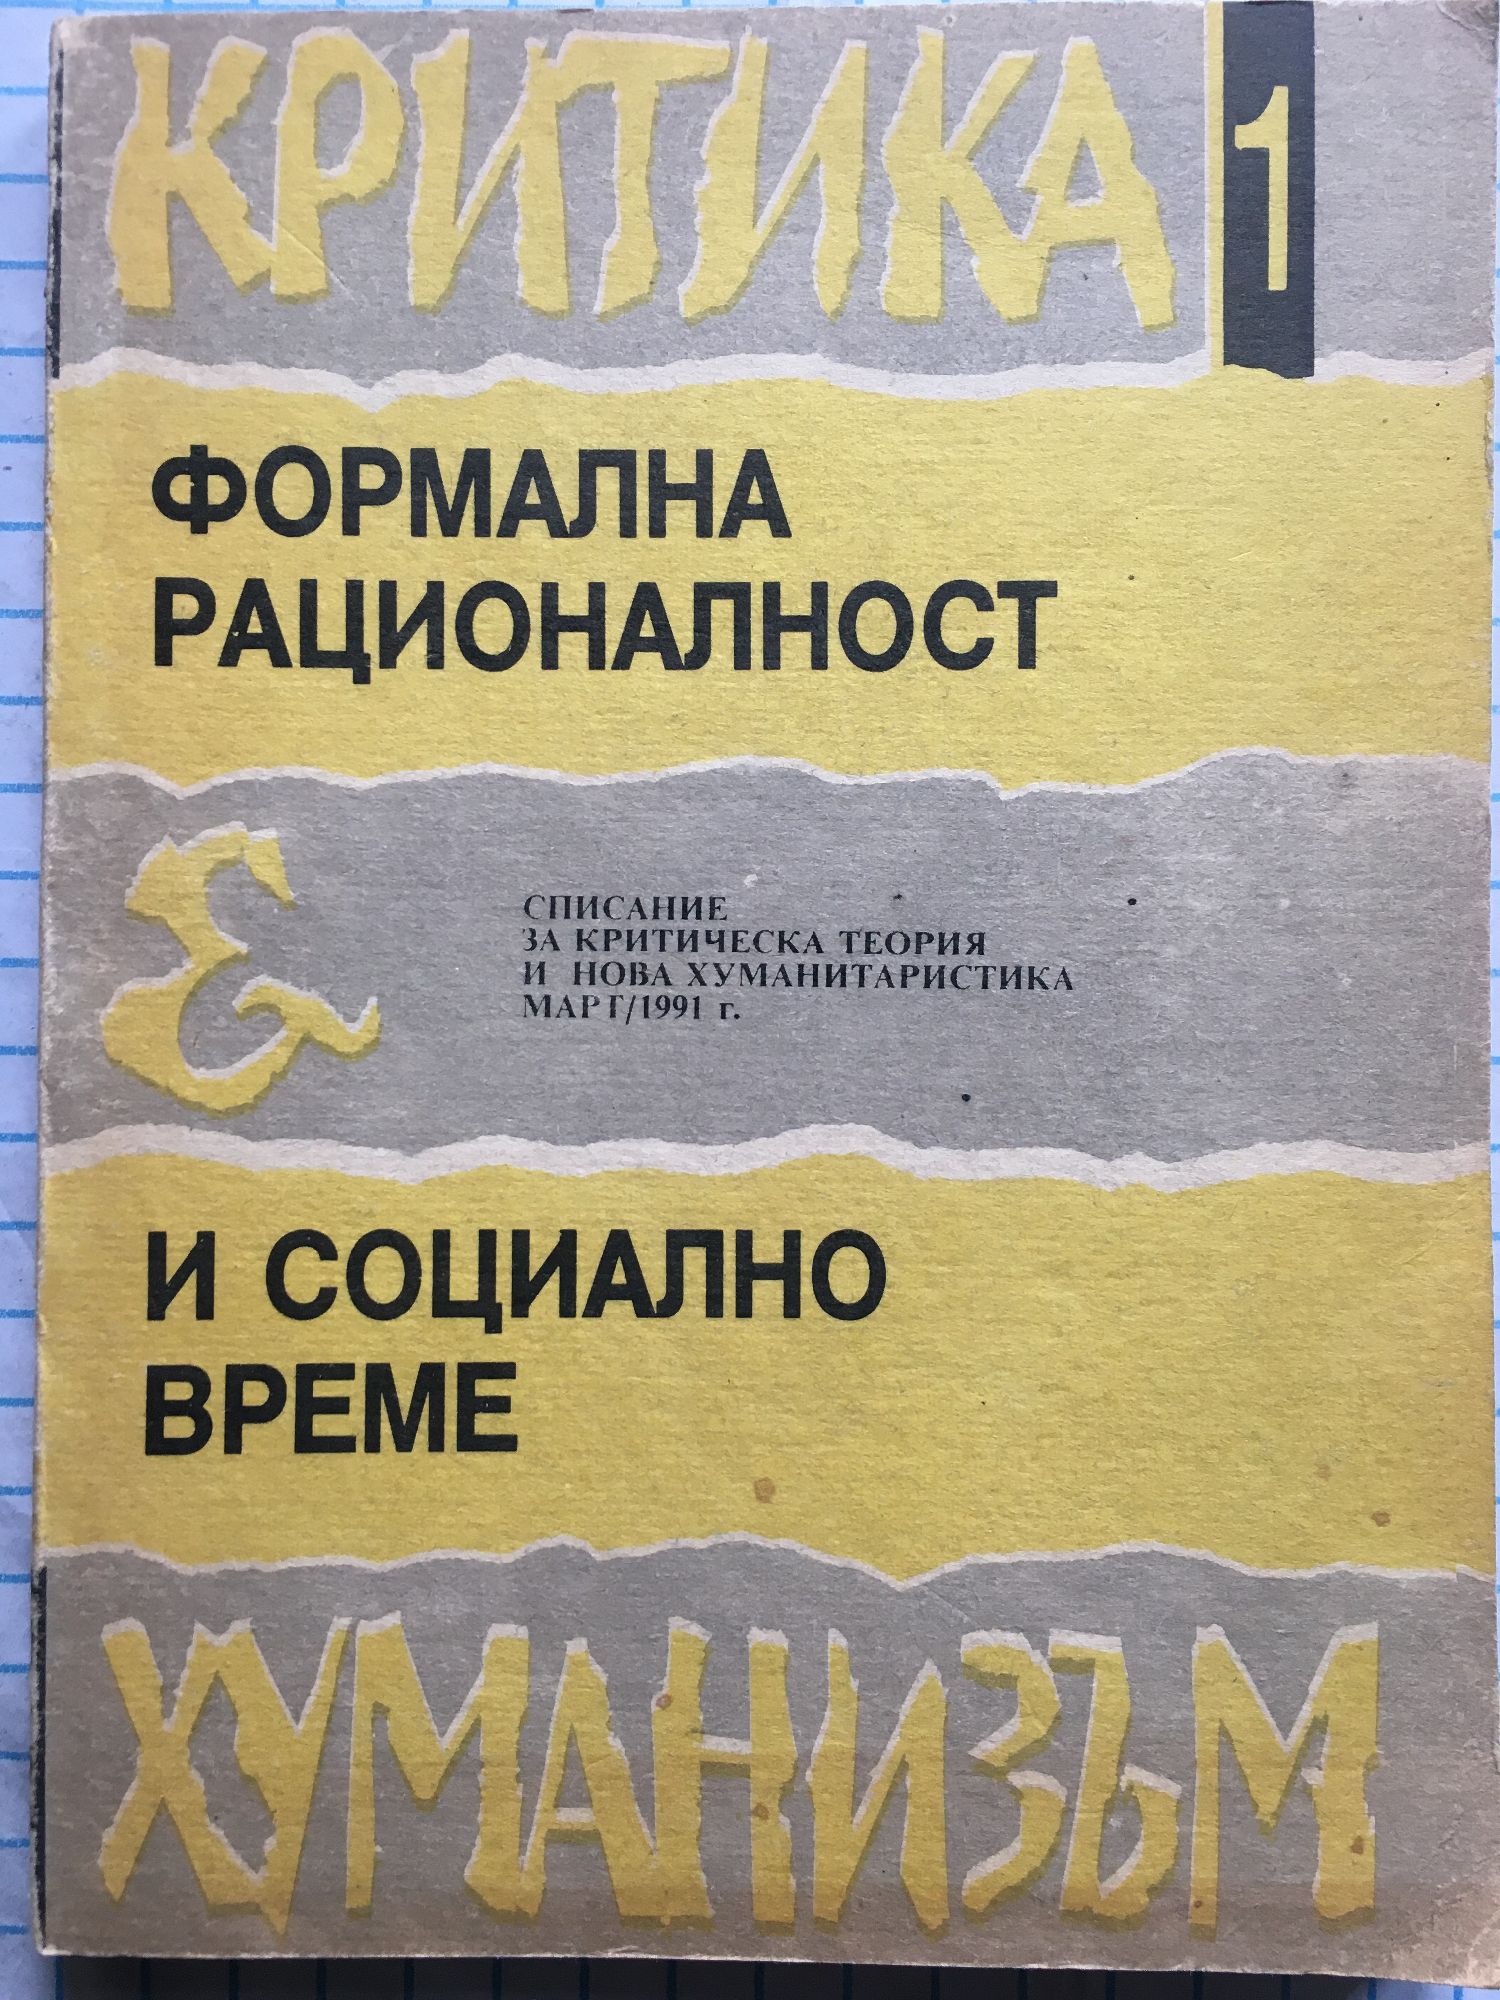 КРИТИКА 1
ФОРМАЛНА
РАЦИОНАЛНОСТ
&
СПИСАНИЕ
ЗА КРИТИЧЕСКА ТЕОРИЯ
И НОВА ХУМАНИТАРИСТИКА
МАРТ/1991 г.
И СОЦИАЛНО
ВРЕМЕ
ХУМАНИЗЪМ